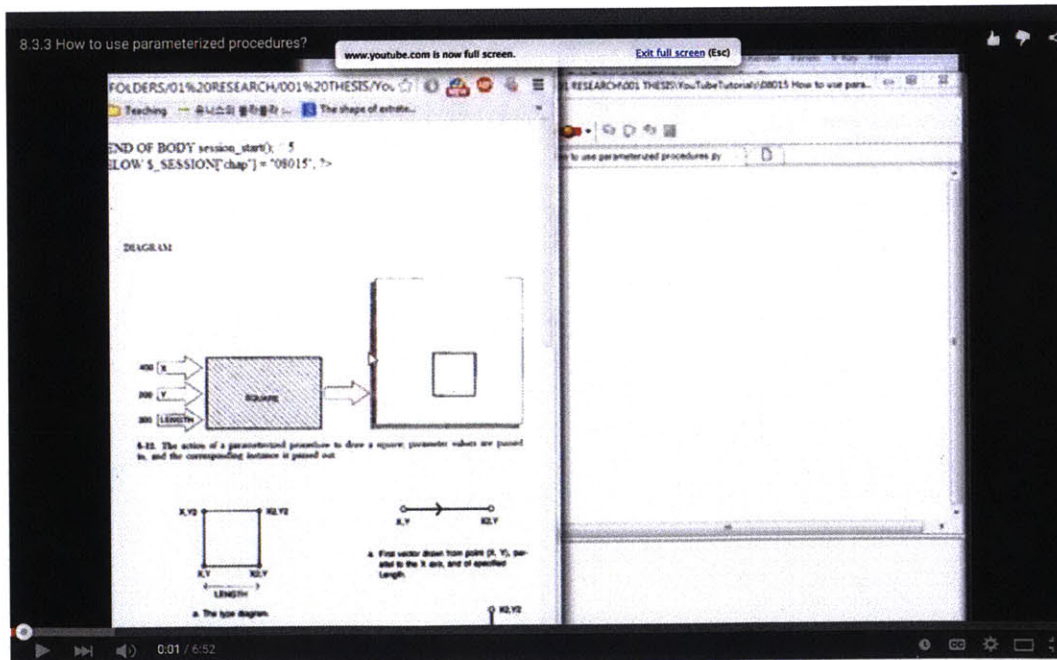 8.3.3 How to use parameterized procedures?
www.youtube.com is now full screen.
Exit full screen (Esc)
FOLDERS/01%20RESEARCH/001%20THESIS/You
01 RESEARCH\001 THESIS\YouTubeTutorials\08015 How to use para...
Teaching
The shape of
w to use parameterized procedures.py
END OF BODY session_start(); 5
ELOW $_SESSION["chap"] = "08015"; ?>
DIAGRAM
400 X
200 Y
300 LENGTH
SQUARE
The action of a parameterized procedure to draw a square; parameter values are passed
in, and the corresponding instance is passed out
X,Y2
X2,Y2
X,Y
X2,Y
LENGTH
a. The type diagram.
X,Y
X2,Y
a. First vector drawn from point (X, Y), par-
allel to the X axis, and of specified
Length.
X2,Y2
0:01 / 6:52
CC